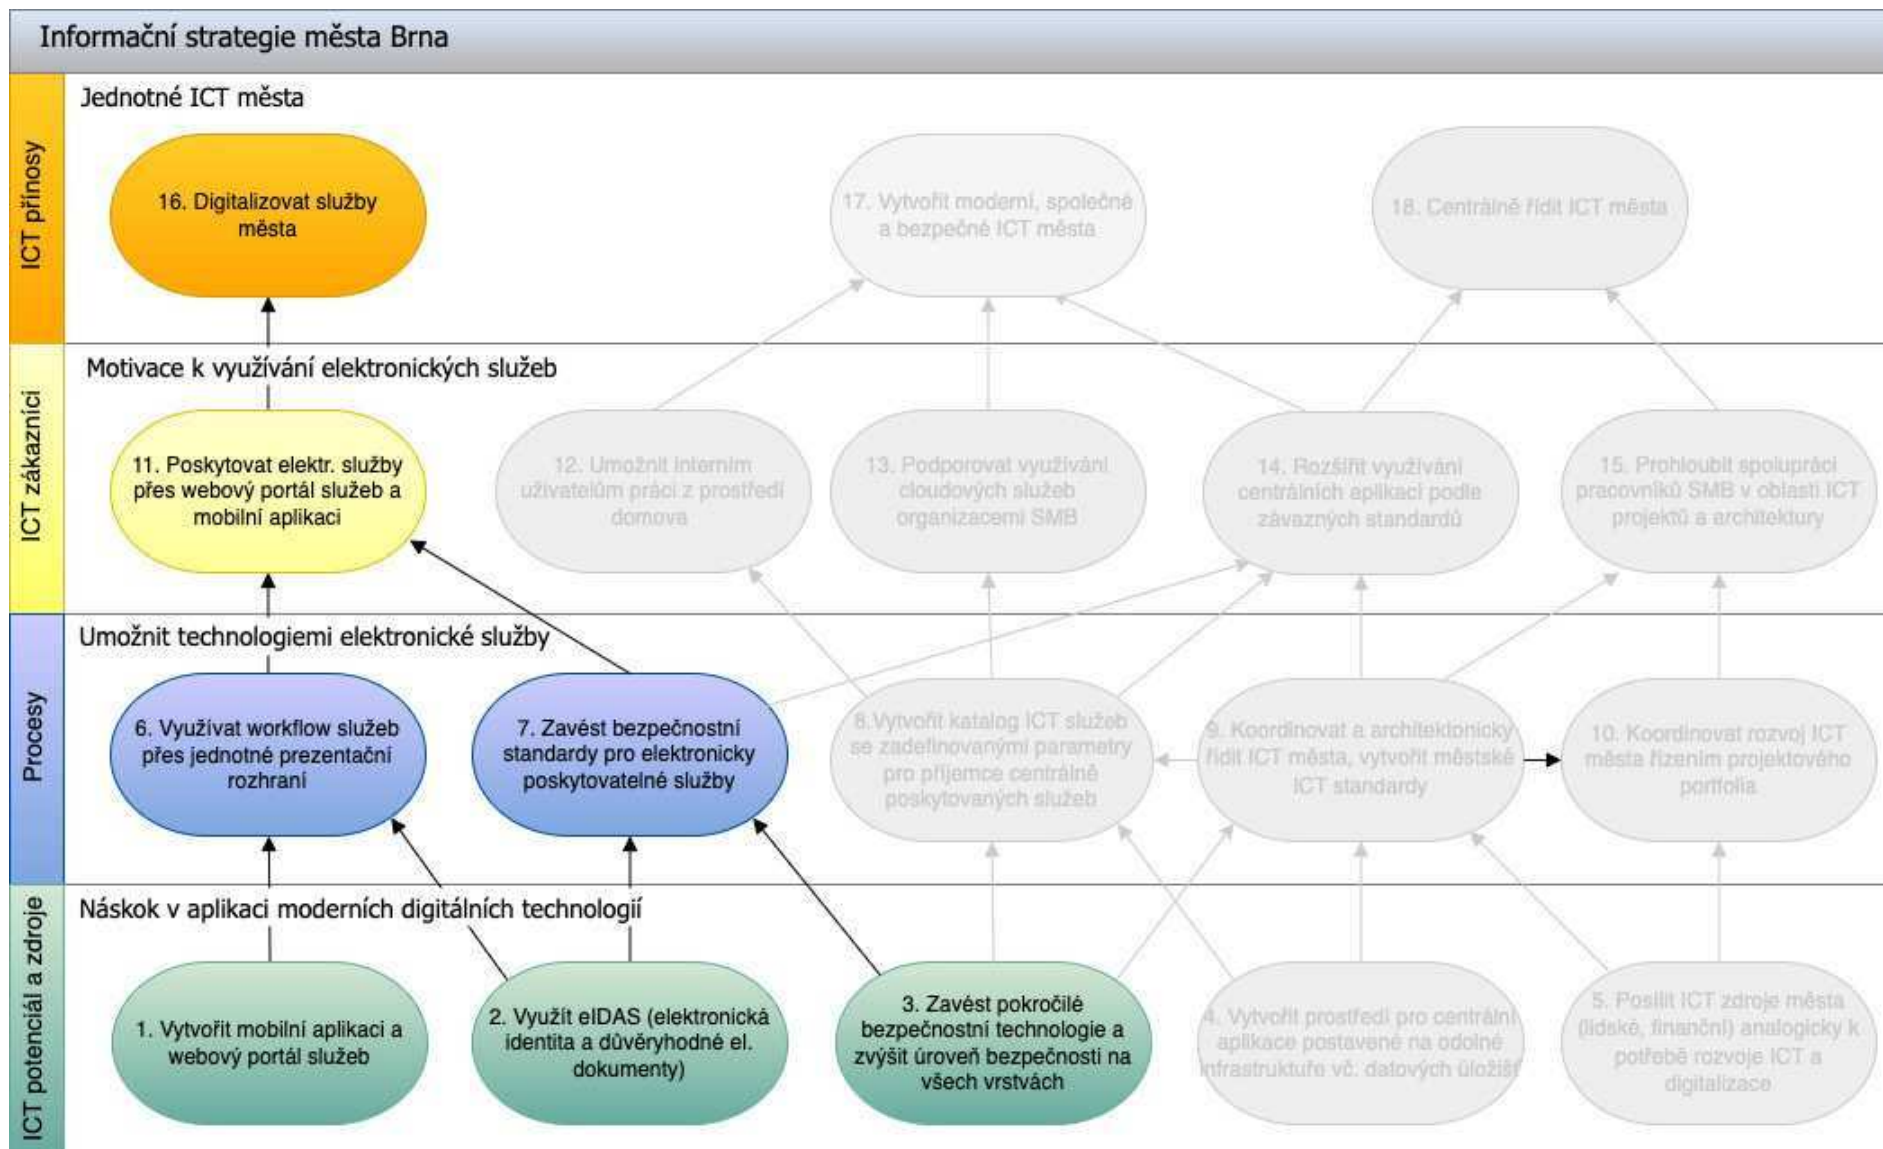 Informační strategie města Brna
ICT přínosy
Jednotné ICT města
16. Digitalizovat služby
města
17. Vytvořit moderní, společné
a bezpečné ICT města
18. Centrálně řídit ICT města
ICT zákazníci
Motivace k využívání elektronických služeb
11. Poskytovat elektr. služby
přes webový portál služeb a
mobilní aplikaci
12. Umožnit interním
uživatelům práci z prostředí
domova
13. Podporovat využívání
cloudových služeb
organizacemi SMB
14. Rozšířit využívání
centrálních aplikací podle
závazných standardů
15. Prohloubit spolupráci
pracovníků SMB v oblasti ICT
projektů a architektury
Procesy
Umožnit technologiemi elektronické služby
6. Využívat workflow služeb
přes jednotné prezentační
rozhraní
7. Zavést bezpečnostní
standardy pro elektronicky
poskytovatelné služby
8.Vytvořit katalog ICT služeb
se zadefinovanými parametry
pro příjemce centrálně
poskytovaných služeb
9. Koordinovat a architektonicky
řídit ICT města, vytvořit městské
ICT standardy
10. Koordinovat rozvoj ICT
města řízením projektového
portfolia
ICT potenciál a zdroje
Náskok v aplikaci moderních digitálních technologií
1. Vytvořit mobilní aplikaci a
webový portál služeb
2. Využít eIDAS (elektronická
identita a důvěryhodné el.
dokumenty)
3. Zavést pokročilé
bezpečnostní technologie a
zvýšit úroveň bezpečnosti na
všech vrstvách
4. Vytvořit prostředí pro centrální
aplikace postavené na odolné
infrastruktuře vč. datových úložišť
5. Posílit ICT zdroje města
(lidské, finanční) analogicky k
potřebě rozvoje ICT a
digitalizace